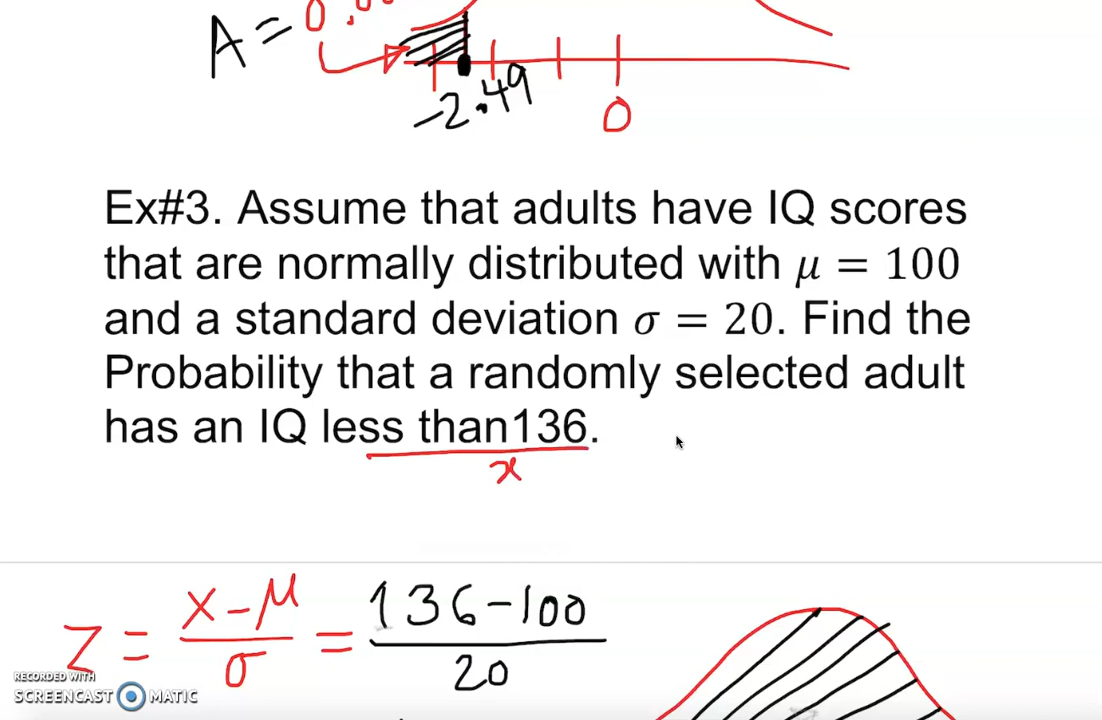 A = 0.
-2.49
0
Ex#3. Assume that adults have IQ scores
that are normally distributed with μ = 100
and a standard deviation σ = 20. Find the
Probability that a randomly selected adult
has an IQ less than136.
x
z = x-μ / σ = 136-100 / 20
RECORDED WITH
SCREENCAST MATIC